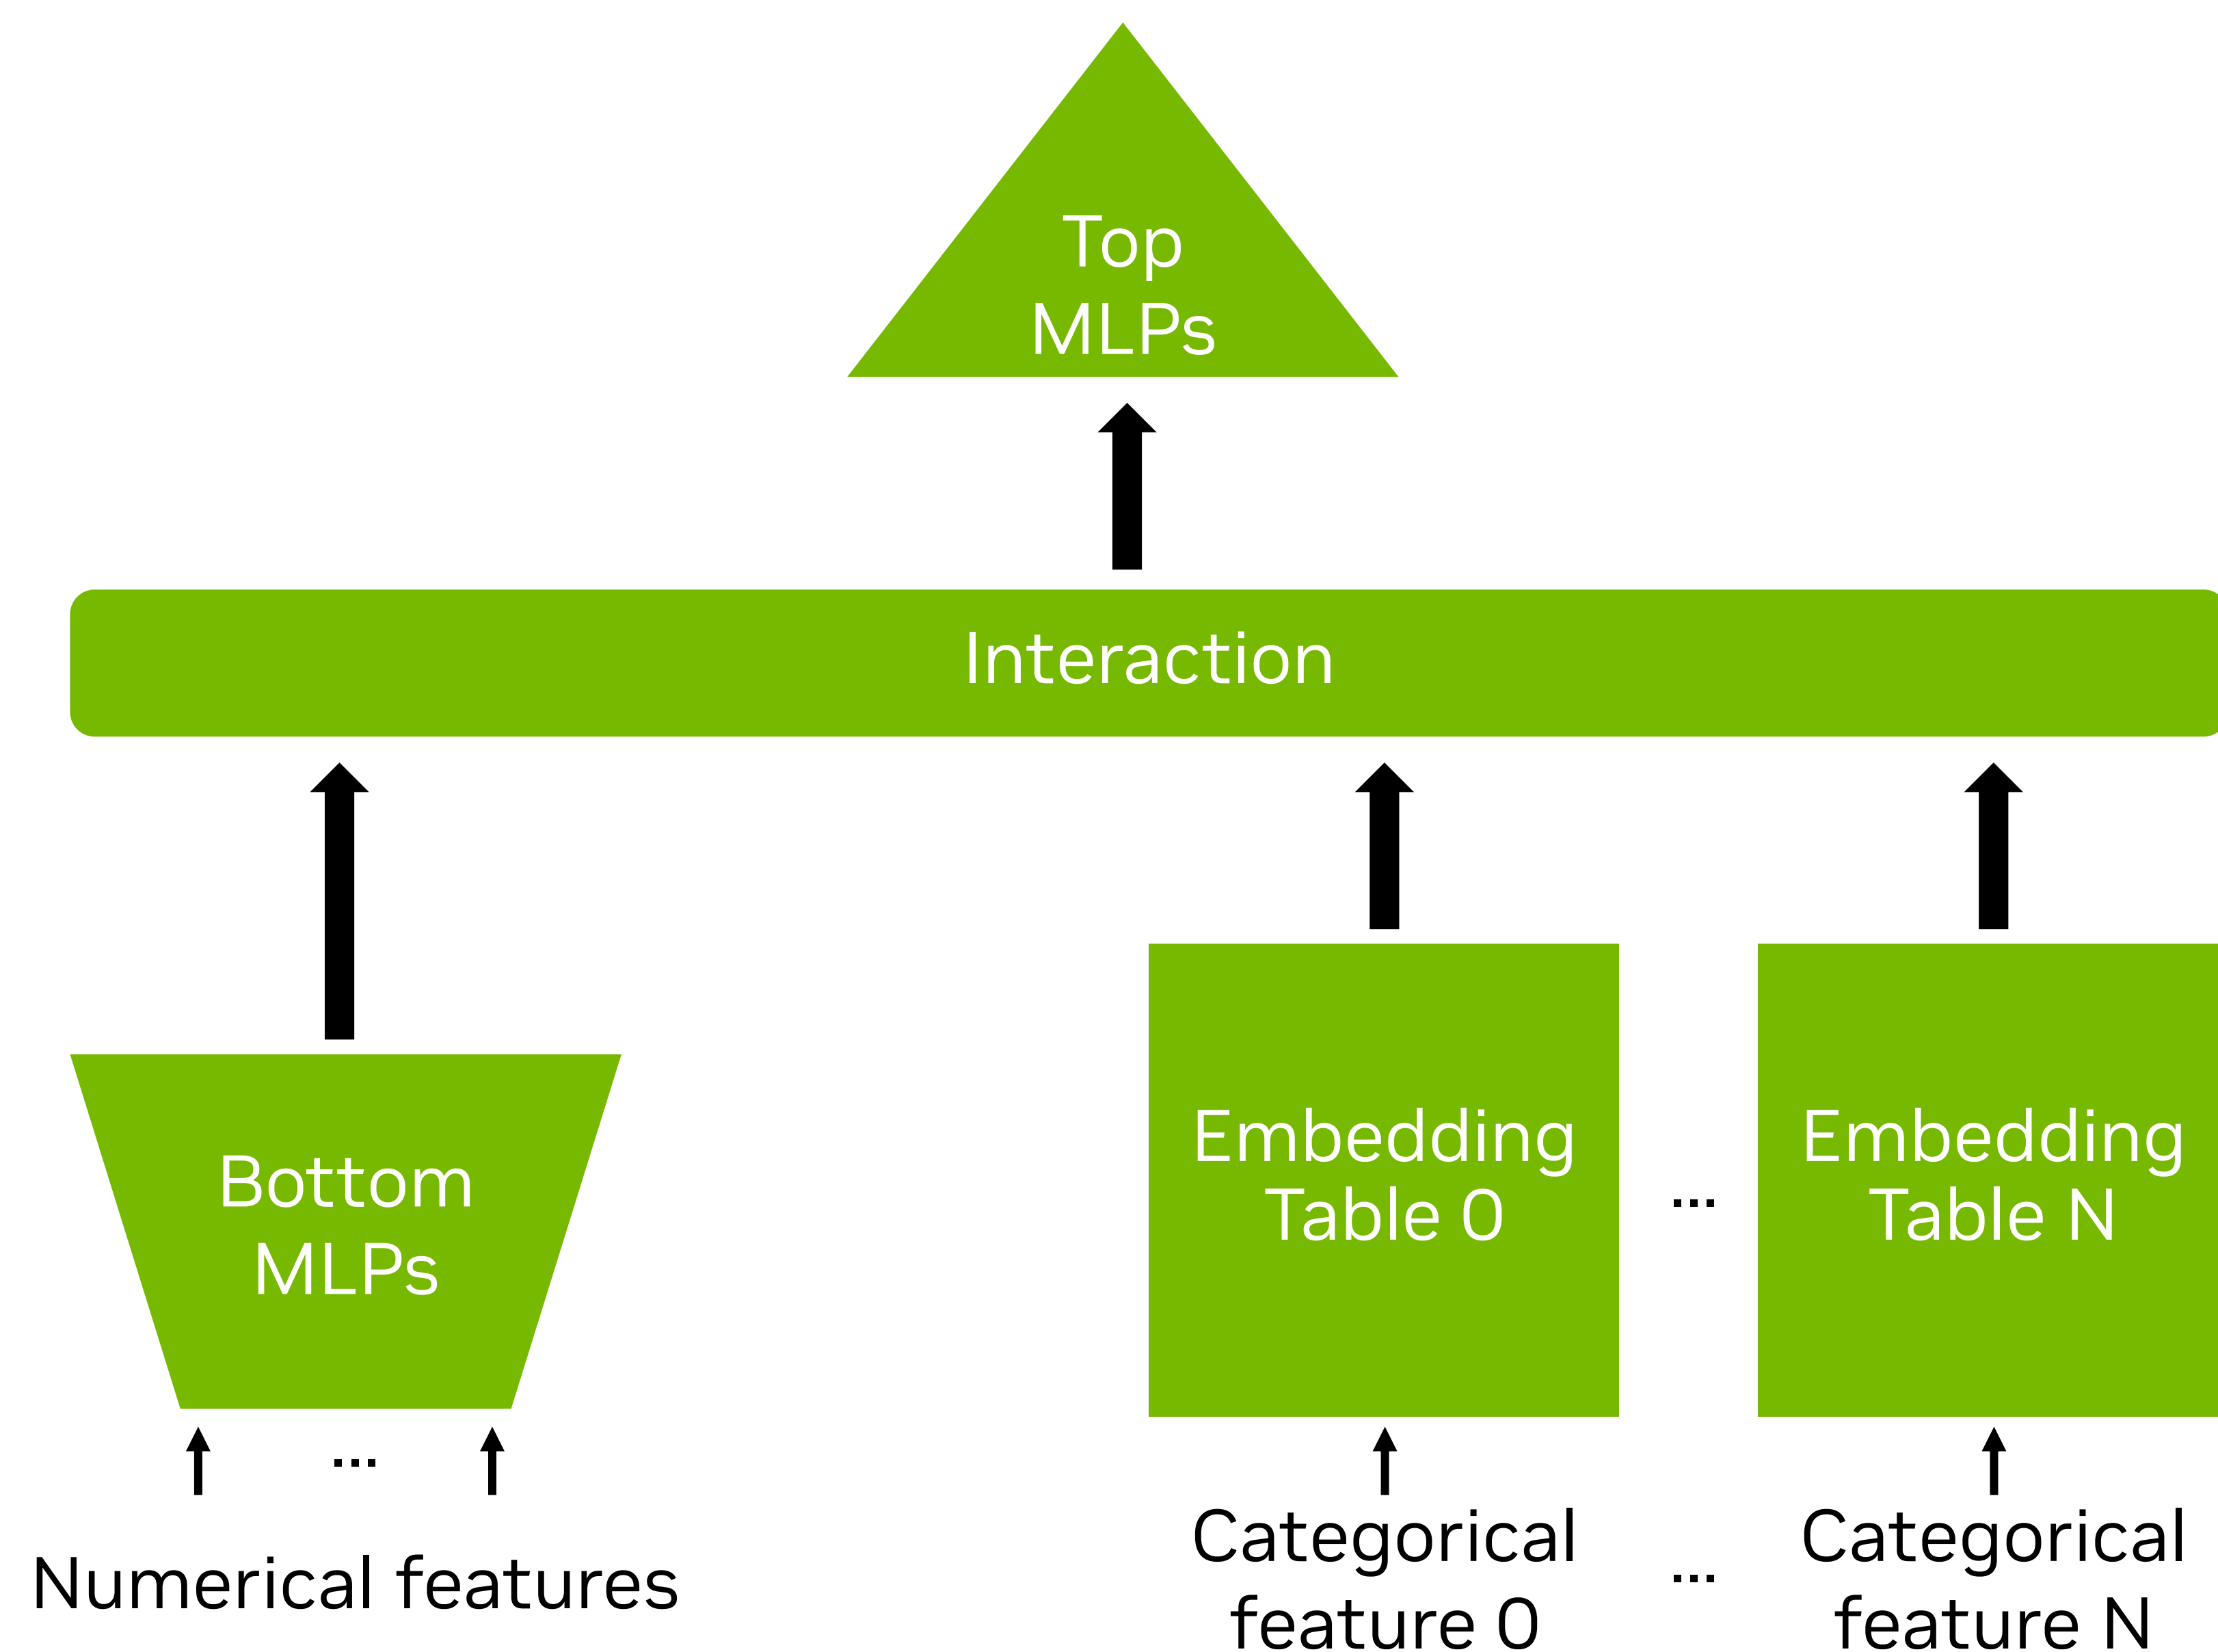 Top
MLPs
Interaction
Bottom
MLPs
Embedding
Table 0
...
Embedding
Table N
...
Numerical features
Categorical
feature 0
...
Categorical
feature N